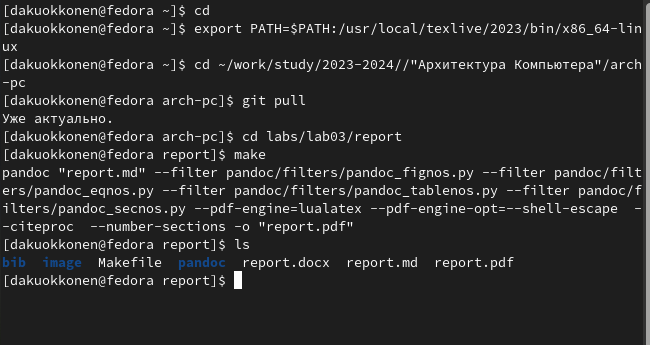 [dakuokkonen@fedora ~]$ cd
[dakuokkonen@fedora ~]$ export PATH=$PATH:/usr/local/texlive/2023/bin/x86_64-lin
ux
[dakuokkonen@fedora ~]$ cd ~/work/study/2023-2024//"Архитектура Компьютера"/arch
-pc
[dakuokkonen@fedora arch-pc]$ git pull
Уже актуально.
[dakuokkonen@fedora arch-pc]$ cd labs/lab03/report
[dakuokkonen@fedora report]$ make
pandoc "report.md" --filter pandoc/filters/pandoc_fignos.py --filter pandoc/filt
ers/pandoc_eqnos.py --filter pandoc/filters/pandoc_tablenos.py --filter pandoc/f
ilters/pandoc_secnos.py --pdf-engine=lualatex --pdf-engine-opt=--shell-escape  -
-citeproc  --number-sections -o "report.pdf"
[dakuokkonen@fedora report]$ ls
bib  image  Makefile  pandoc  report.docx  report.md  report.pdf
[dakuokkonen@fedora report]$